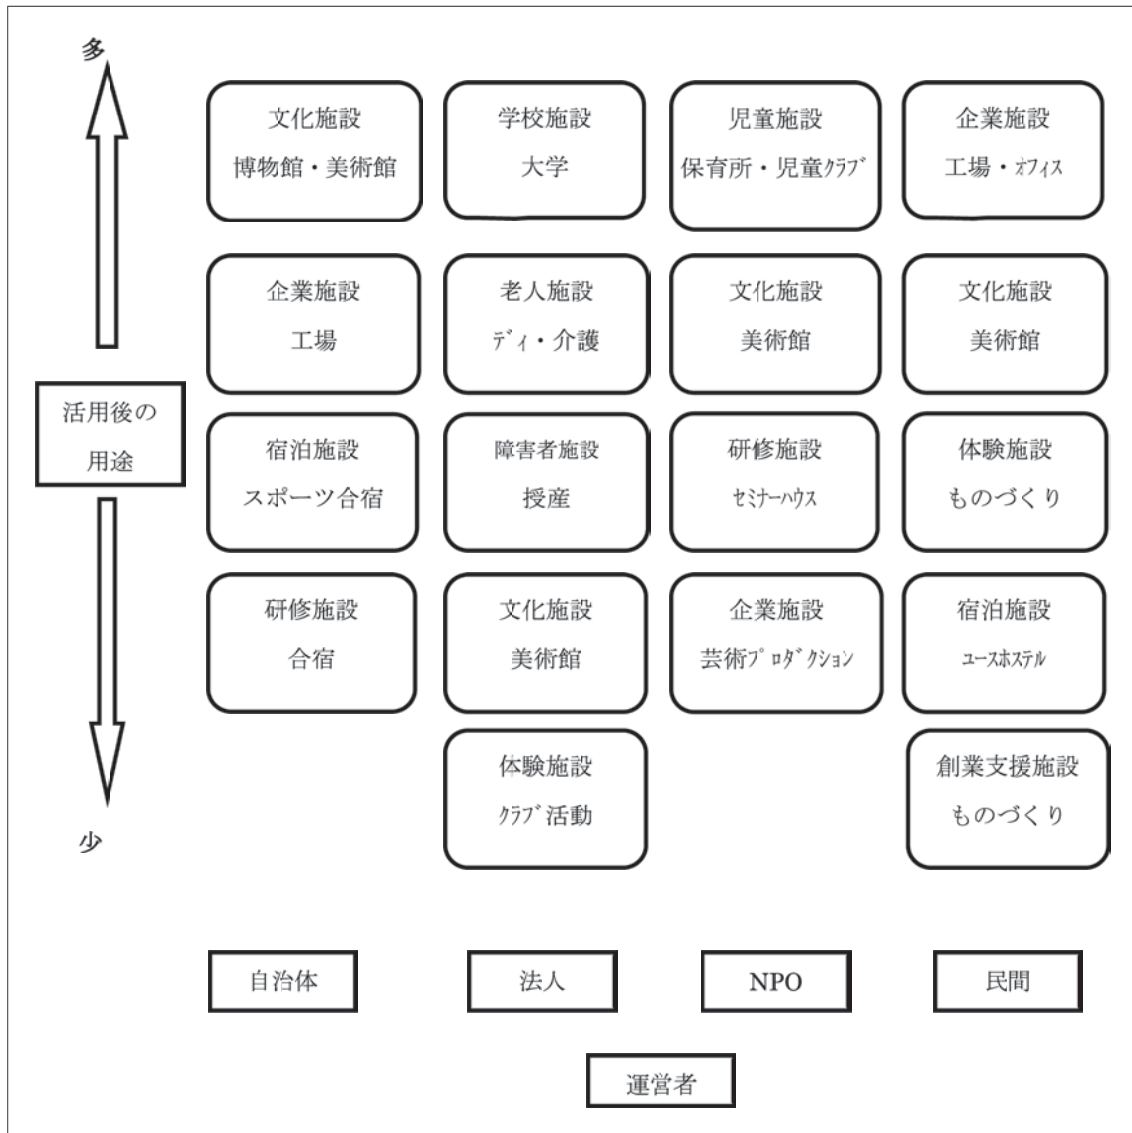 多
文化施設
博物館・美術館
学校施設
大学
児童施設
保育所・児童ｸﾗﾌﾞ
企業施設
工場・ｵﾌｨｽ
企業施設
工場
老人施設
ﾃﾞｨ・介護
文化施設
美術館
文化施設
美術館
活用後の
用途
宿泊施設
スポーツ合宿
障害者施設
授産
研修施設
ｾﾐﾅｰﾊｳｽ
体験施設
ものづくり
研修施設
合宿
文化施設
美術館
企業施設
芸術ﾌﾟﾛﾀﾞｸｼｮﾝ
宿泊施設
ﾕｰｽﾎｽﾃﾙ
体験施設
ｸﾗﾌﾞ活動
創業支援施設
ものづくり
少
自治体
法人
NPO
民間
運営者